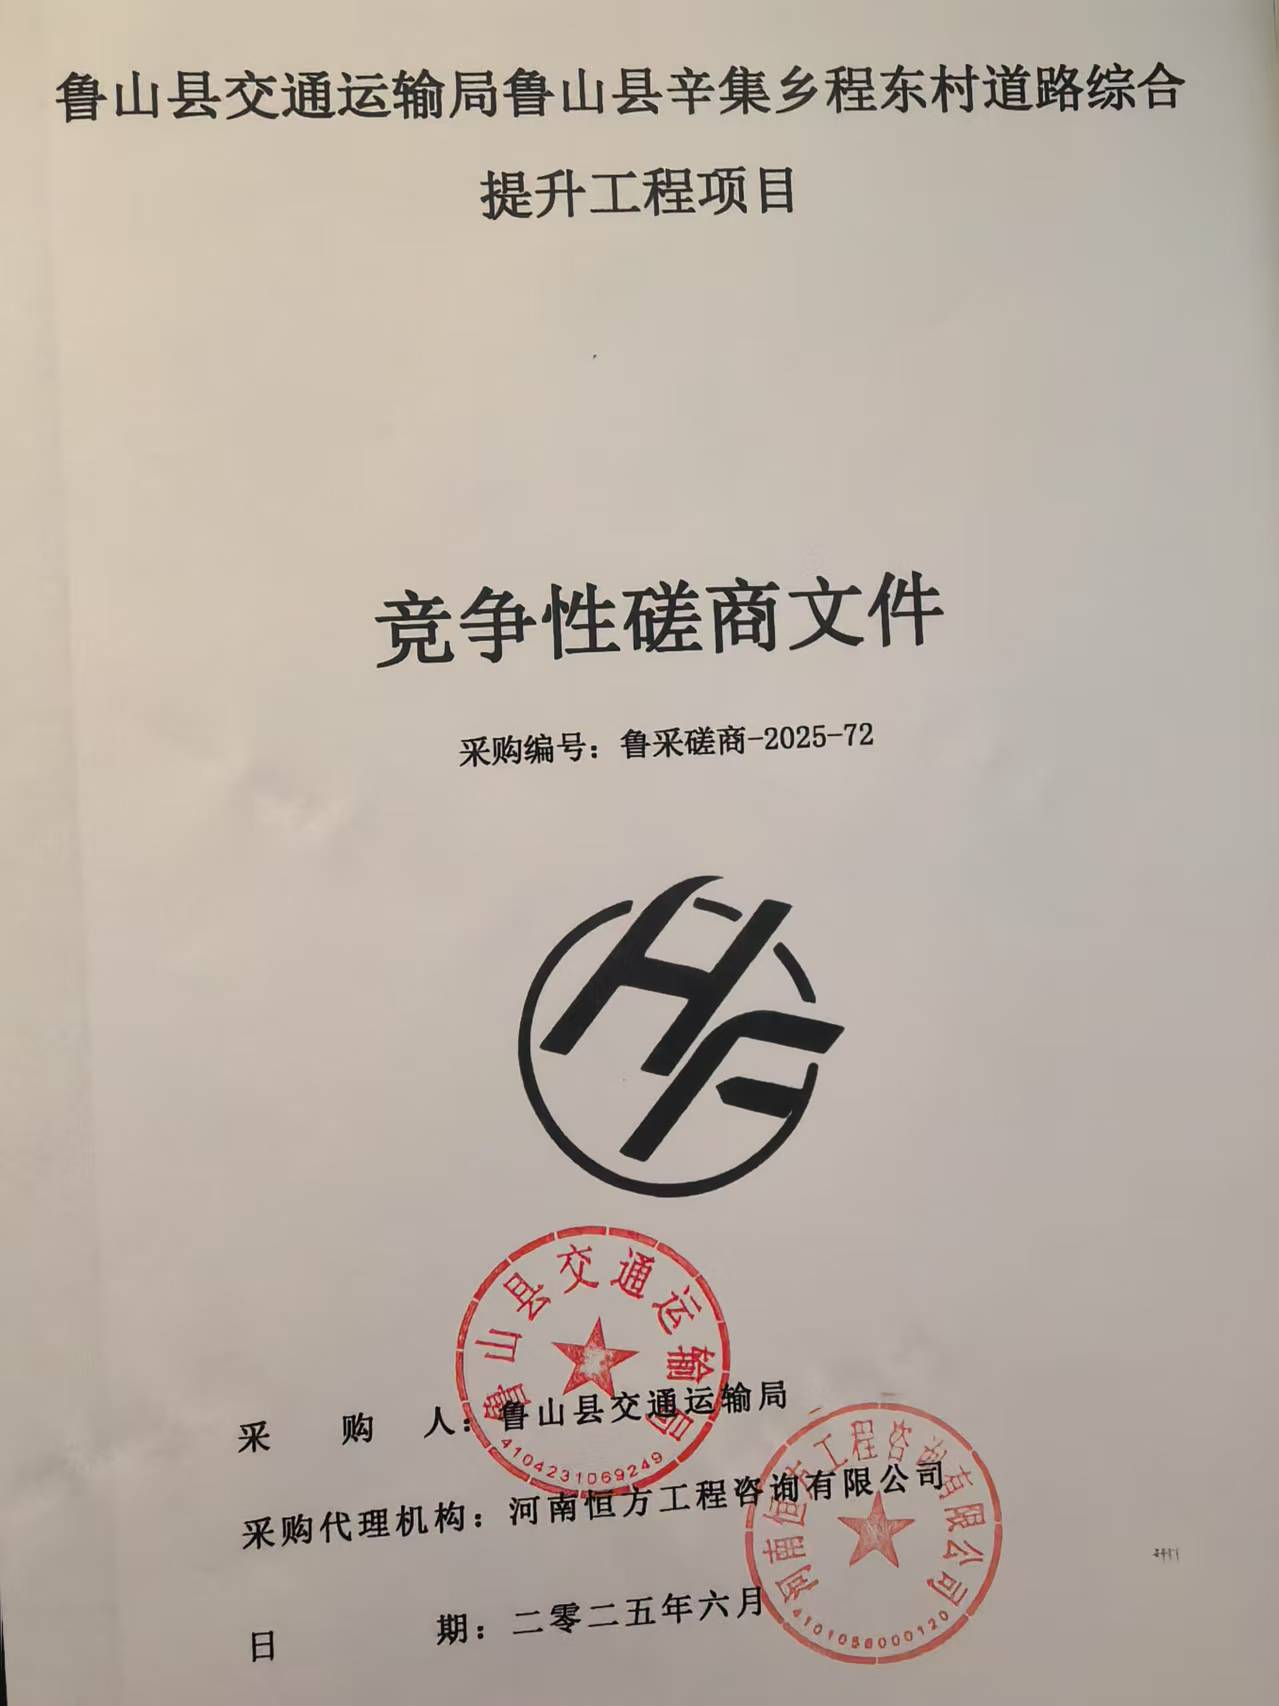 鲁山县交通运输局鲁山县辛集乡程东村道路综合
提升工程项目
竞争性磋商文件
采购编号：鲁采磋商-2025-72
HF
鲁山县交通运输局
4104231069249
采购人：鲁山县交通运输局
采购代理机构：河南恒方工程咨询有限公司
河南恒方工程咨询有限公司
4101056000120
日期：二零二五年六月